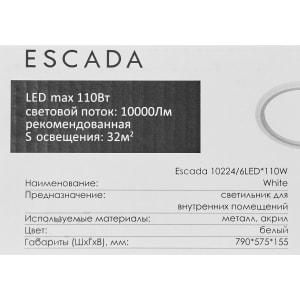 ESCADA
LED max 110Вт
световой поток: 10000Лм
рекомендованная
S освещения: 32м²
Escada 10224/6LED*110W
Наименование: White
Предназначение: светильник для
внутренних помещений
Используемые материалы: металл, акрил
Цвет: белый
Габариты (ШхГхВ), мм: 790*575*155